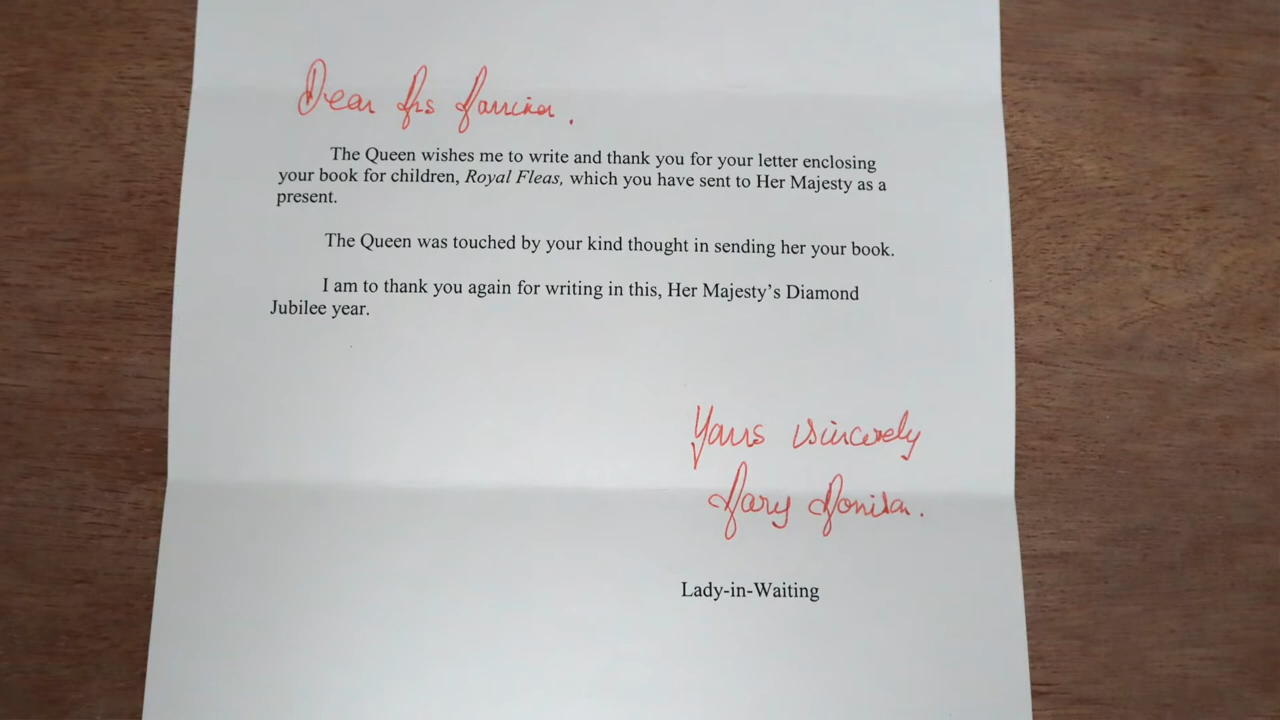 Dear Mrs
The Queen wishes me to write and thank you for your letter enclosing
your book for children, Royal Fleas, which you have sent to Her Majesty as a
present.
The Queen was touched by your kind thought in sending her your book.
I am to thank you again for writing in this, Her Majesty’s Diamond
Jubilee year.
Yours sincerely
Mary Morrison.
Lady-in-Waiting